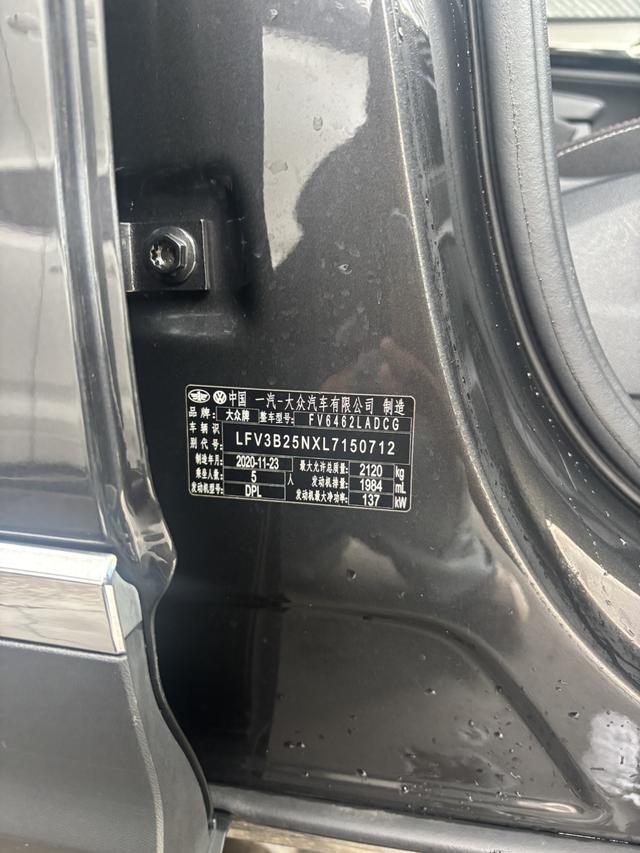 中国 一汽-大众汽车有限公司 制造
品牌: 大众牌 整车型号: FV6462LADCG
车辆识别代号: LFV3B25NXL7150712
制造年月: 2020-11-23 最大允许总质量: 2120 kg
乘坐人数: 5 人 发动机排量: 1984 mL
发动机型号: DPL 发动机最大净功率: 137 kW